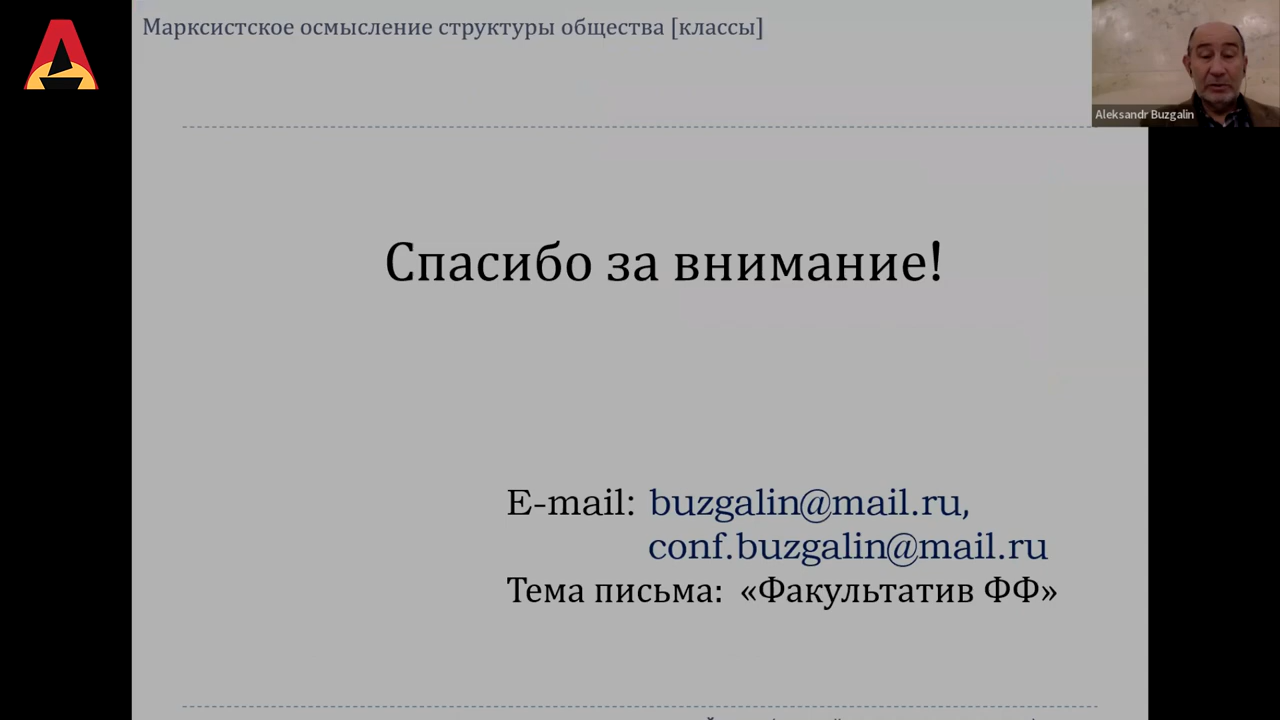 Марксистское осмысление структуры общества [классы]
Aleksandr Buzgalin
Спасибо за внимание!
E-mail: buzgalin@mail.ru,
conf.buzgalin@mail.ru
Тема письма: «Факультатив ФФ»